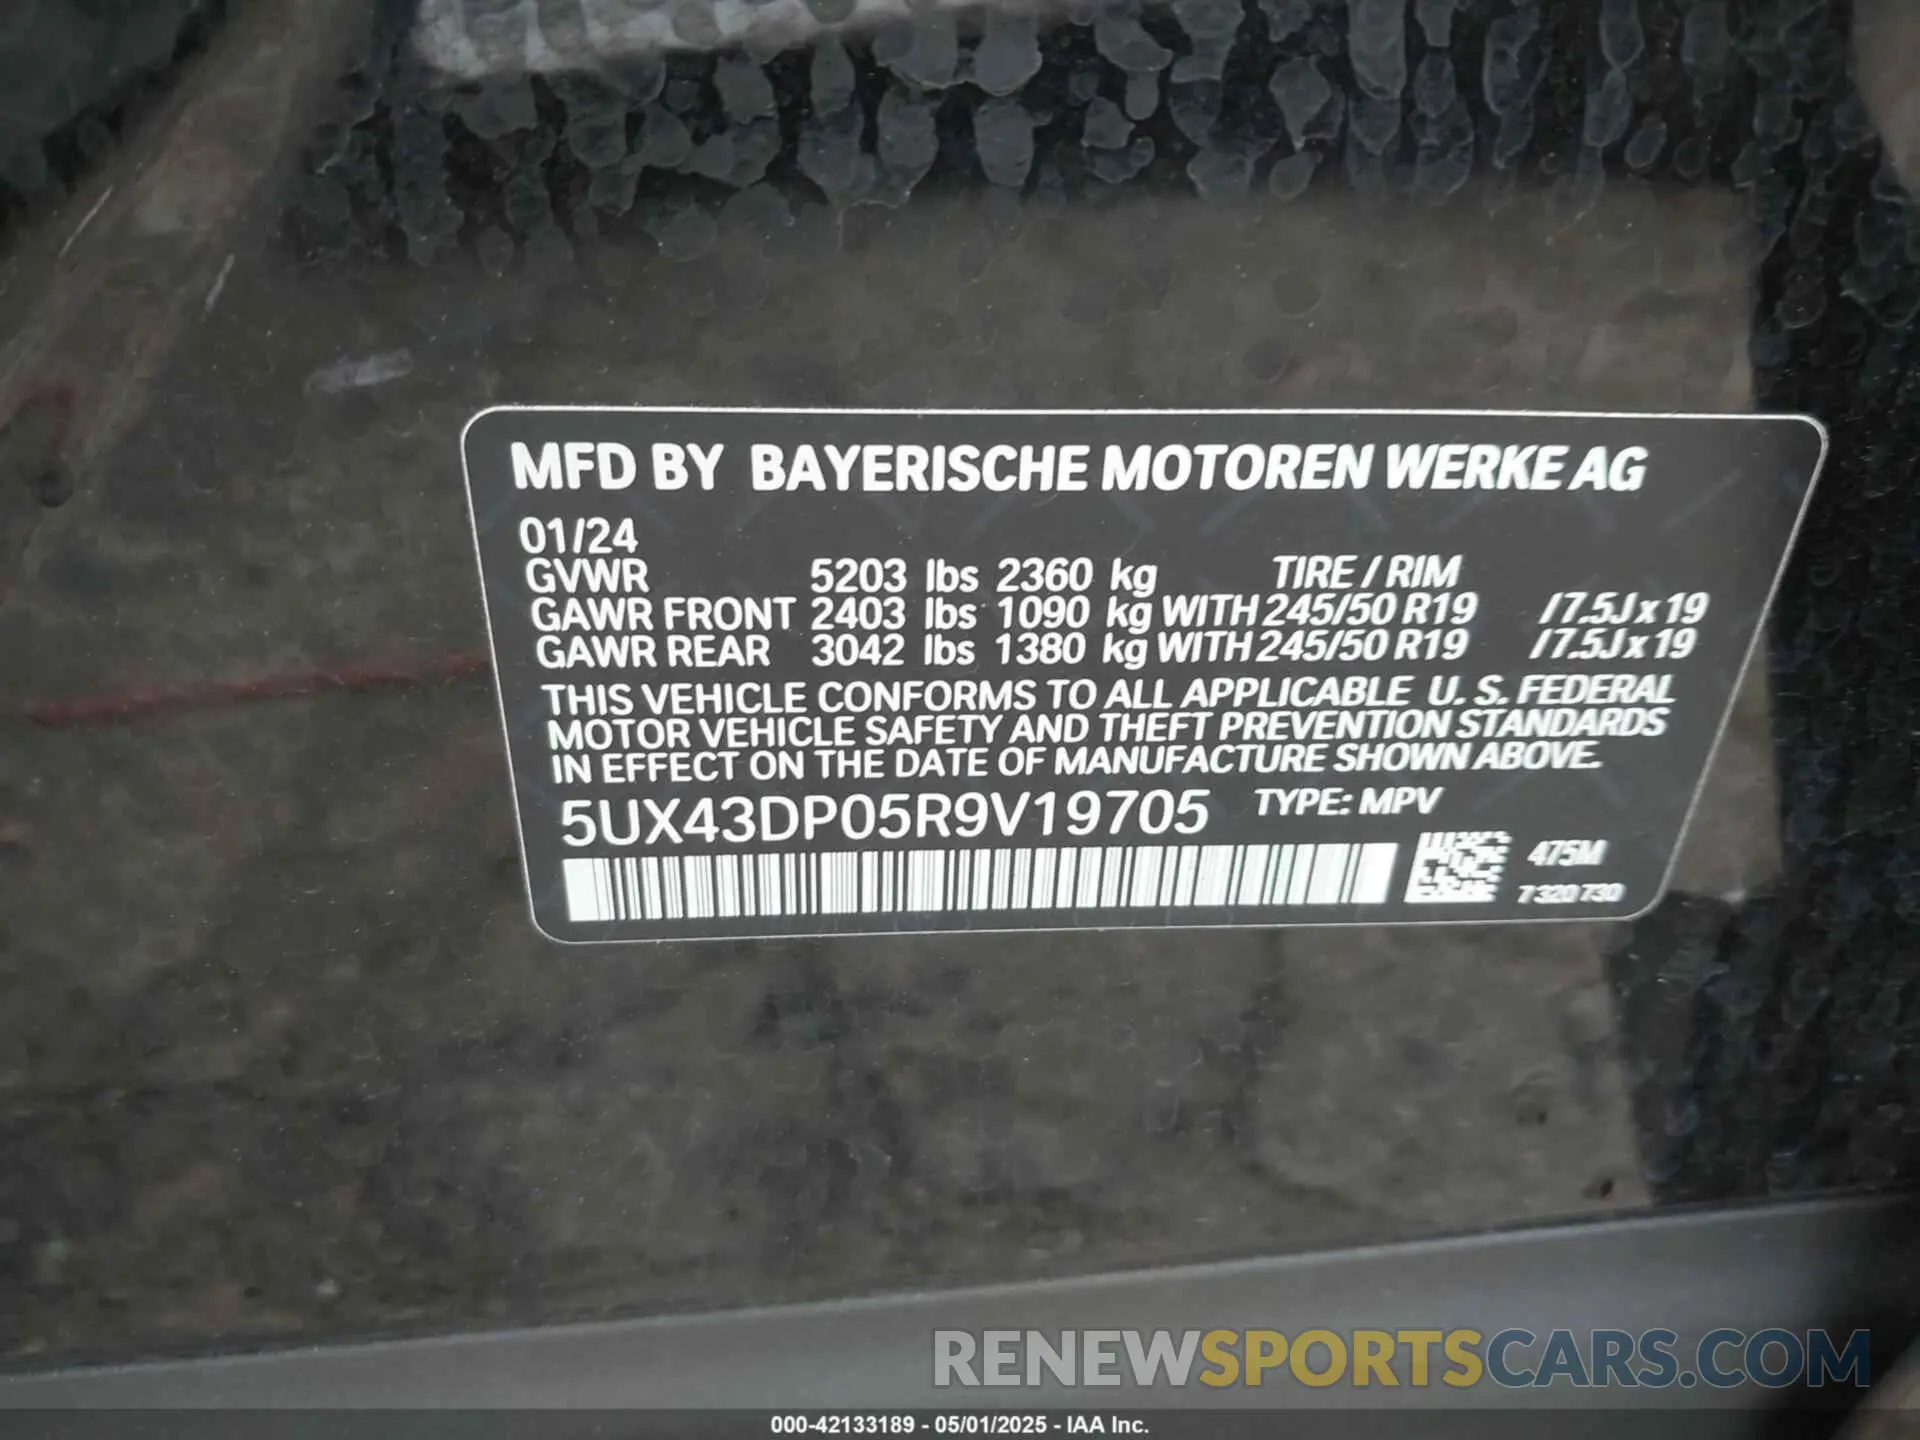 MFD BY BAYERISCHE MOTOREN WERKE AG
01/24
GVWR 5203 lbs 2360 kg TIRE / RIM
GAWR FRONT 2403 lbs 1090 kg WITH 245/50 R19 /7.5Jx19
GAWR REAR 3042 lbs 1380 kg WITH 245/50 R19 /7.5Jx19
THIS VEHICLE CONFORMS TO ALL APPLICABLE U. S. FEDERAL
MOTOR VEHICLE SAFETY AND THEFT PREVENTION STANDARDS
IN EFFECT ON THE DATE OF MANUFACTURE SHOWN ABOVE.
5UX43DP05R9V19705 TYPE: MPV
475M
7 320 730
RENEWSPORTSCARS.COM
000-42133189 - 05/01/2025 - IAA Inc.